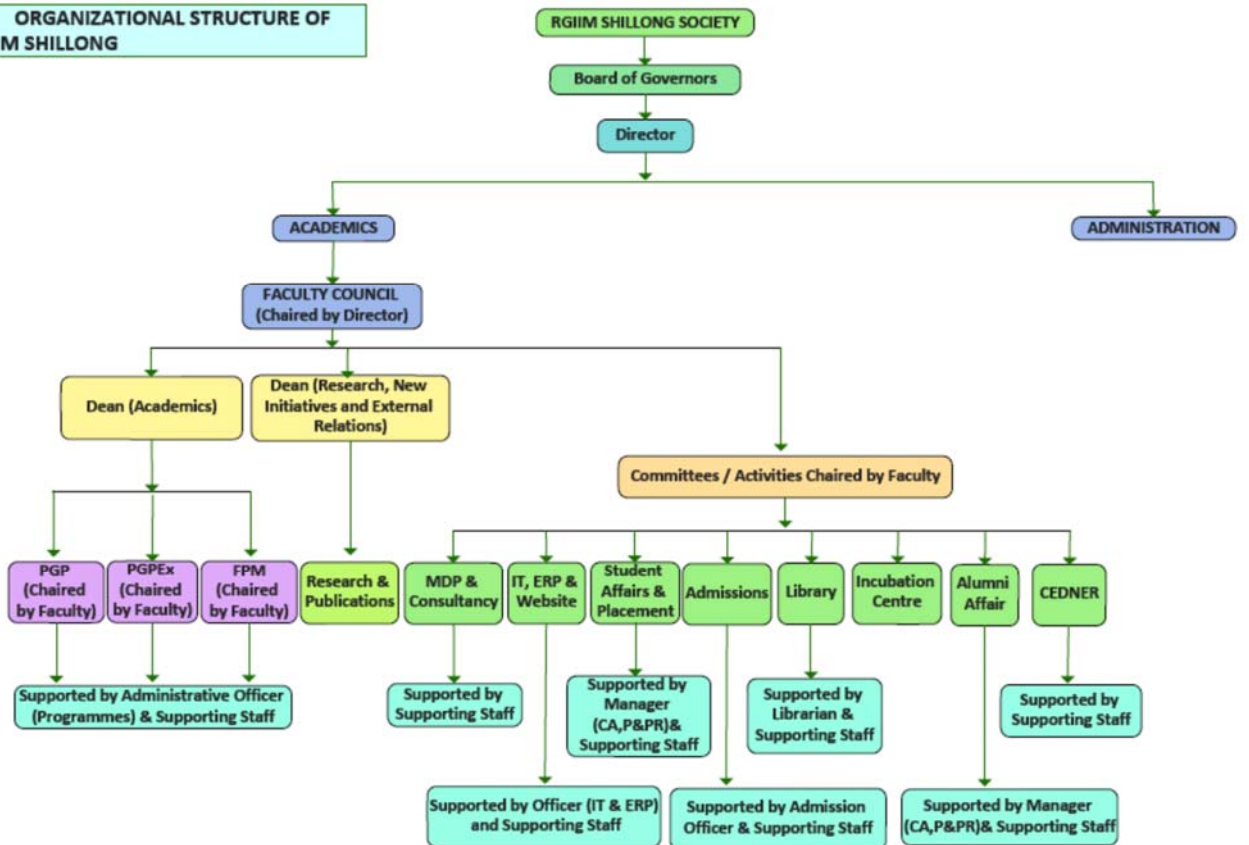 ORGANIZATIONAL STRUCTURE OF
M SHILLONG
RGIIM SHILLONG SOCIETY
Board of Governors
Director
ACADEMICS
ADMINISTRATION
FACULTY COUNCIL
(Chaired by Director)
Dean (Academics)
Dean (Research, New
Initiatives and External
Relations)
Committees / Activities Chaired by Faculty
PGP
(Chaired
by Faculty)
PGPEx
(Chaired
by Faculty)
FPM
(Chaired
by Faculty)
Research &
Publications
MDP &
Consultancy
IT, ERP &
Website
Student
Affairs &
Placement
Admissions
Library
Incubation
Centre
Alumni
Affair
CEDNER
Supported by Administrative Officer
(Programmes) & Supporting Staff
Supported by
Supporting Staff
Supported by
Manager
(CA,P&PR)&
Supporting Staff
Supported by
Librarian &
Supporting Staff
Supported by
Supporting Staff
Supported by Officer (IT & ERP)
and Supporting Staff
Supported by Admission
Officer & Supporting Staff
Supported by Manager
(CA,P&PR)& Supporting Staff